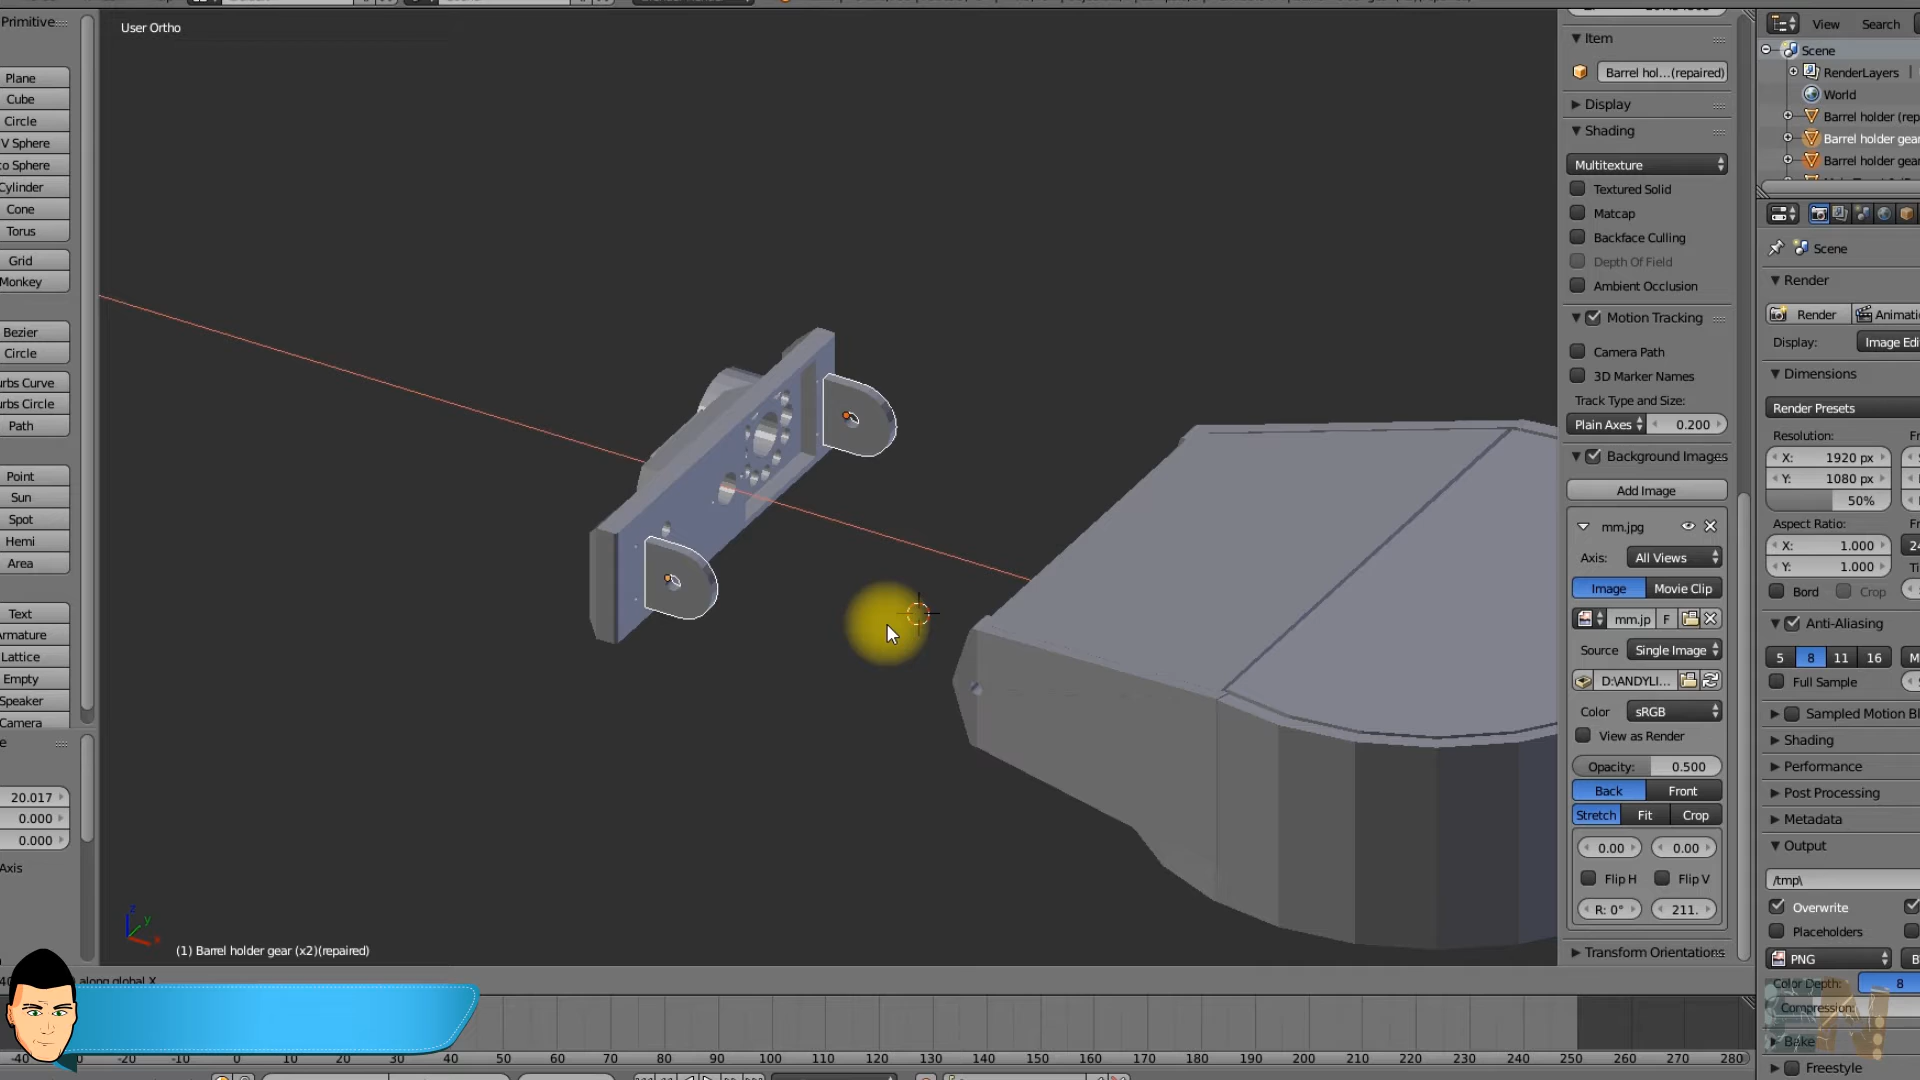 Primitive
User Ortho
Plane
Cube
Circle
V Sphere
co Sphere
Cylinder
Cone
Torus
Grid
Monkey
Bezier
Circle
urbs Curve
urbs Circle
Path
Point
Sun
Spot
Hemi
Area
Text
Armature
Lattice
Empty
Speaker
Camera
20.017
0.000
0.000
Axis
(1) Barrel holder gear (x2)(repaired)
along global X
Item
Barrel hol...(repaired)
Display
Shading
Multitexture
Textured Solid
Matcap
Backface Culling
Depth Of Field
Ambient Occlusion
Motion Tracking
Camera Path
3D Marker Names
Track Type and Size:
Plain Axes 0.200
Background Images
Add Image
mm.jpg
Axis: All Views
Image Movie Clip
mm.jp F
Source Single Image
D:\ANDYLI...
Color sRGB
View as Render
Opacity: 0.500
Back Front
Stretch Fit Crop
0.00 0.00
Flip H Flip V
R: 0° 211.
Transform Orientations
View Search
Scene
RenderLayers
World
Barrel holder (rep
Barrel holder gea
Barrel holder gea
Scene
Render
Render Animati
Display: Image Edi
Dimensions
Render Presets
Resolution: Fr
X: 1920 px
Y: 1080 px
50%
Aspect Ratio: Fr
X: 1.000 24
Y: 1.000 Ti
Bord Crop
Anti-Aliasing
5 8 11 16 M
Full Sample
Sampled Motion Bl
Shading
Performance
Post Processing
Metadata
Output
/tmp\
Overwrite
Placeholders
PNG B
Color Depth: 8
Compression:
Bake
Freestyle
-40 -20 -10 0 10 20 30 40 50 60 70 80 90 100 110 120 130 140 150 160 170 180 190 200 210 220 230 240 250 260 270 280